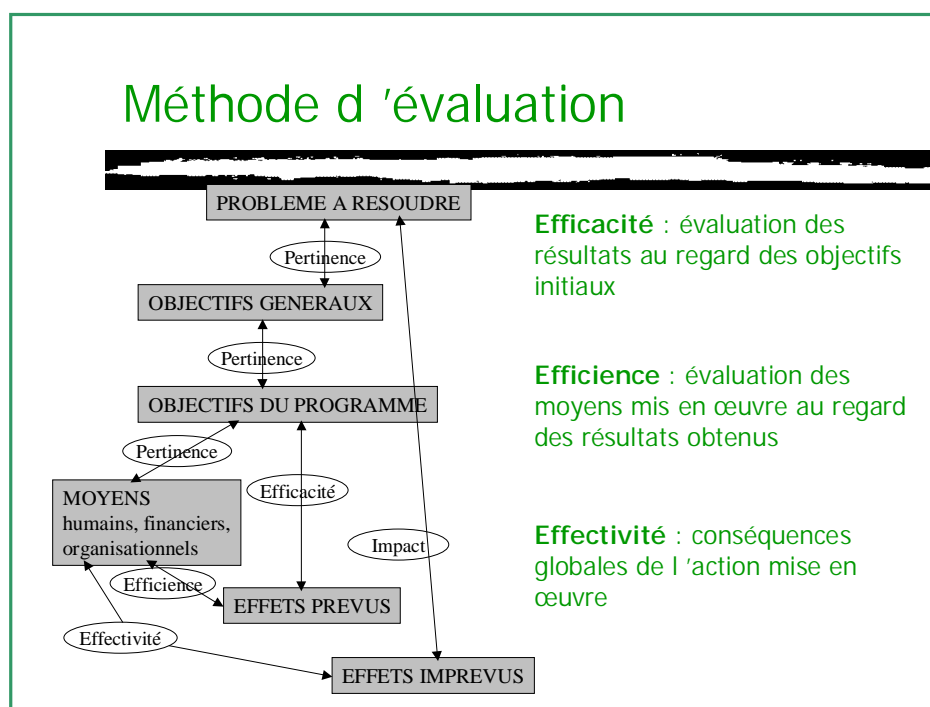 Méthode d ’évaluation
PROBLEME A RESOUDRE
Pertinence
OBJECTIFS GENERAUX
Pertinence
OBJECTIFS DU PROGRAMME
Pertinence
Efficacité
MOYENS
humains, financiers,
organisationnels
Impact
Efficience
EFFETS PREVUS
Effectivité
EFFETS IMPREVUS
Efficacité : évaluation des
résultats au regard des objectifs
initiaux
Efficience : évaluation des
moyens mis en œuvre au regard
des résultats obtenus
Effectivité : conséquences
globales de l ’action mise en
œuvre